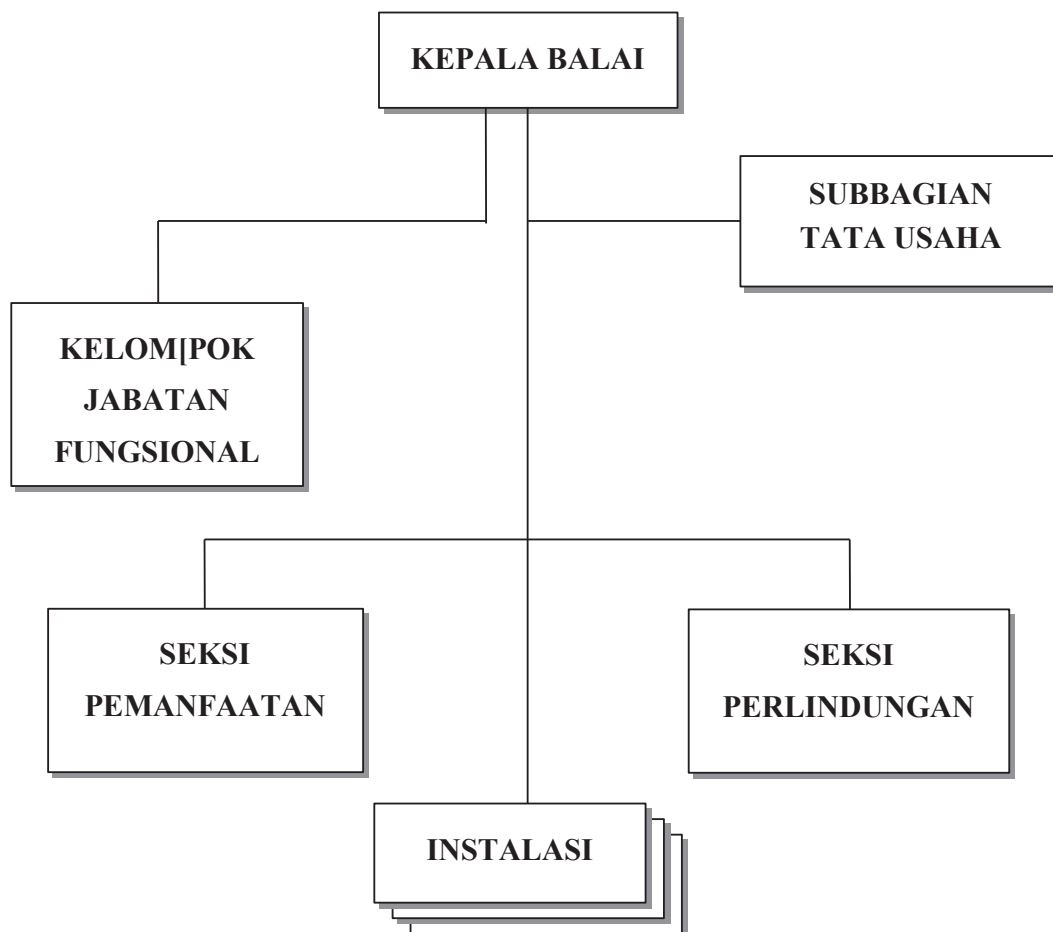 KEPALA BALAI
SUBBAGIAN
TATA USAHA
KELOM[POK
JABATAN
FUNGSIONAL
SEKSI
PEMANFAATAN
SEKSI
PERLINDUNGAN
INSTALASI